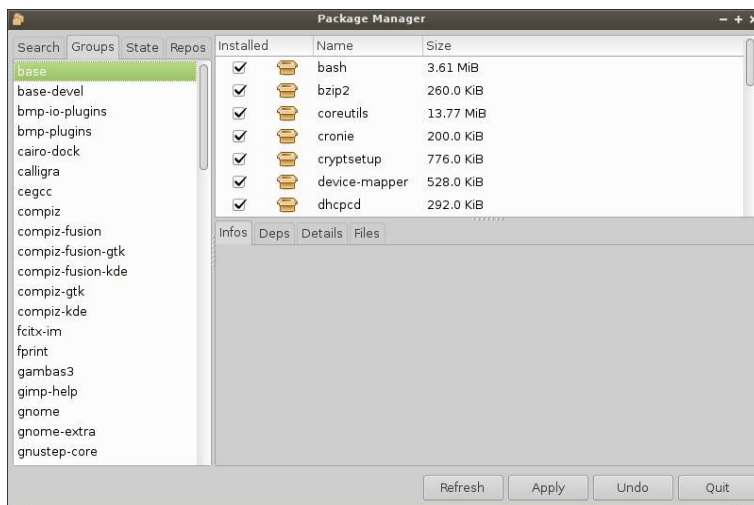 Package Manager
Search Groups State Repos
Installed Name Size
base
base-devel
bmp-io-plugins
bmp-plugins
cairo-dock
calligra
cegcc
compiz
compiz-fusion
compiz-fusion-gtk
compiz-fusion-kde
compiz-gtk
compiz-kde
fcitx-im
fprint
gambas3
gimp-help
gnome
gnome-extra
gnustep-core
bash 3.61 MiB
bzip2 260.0 KiB
coreutils 13.77 MiB
cronie 200.0 KiB
cryptsetup 776.0 KiB
device-mapper 528.0 KiB
dhcpcd 292.0 KiB
Infos Deps Details Files
Refresh Apply Undo Quit